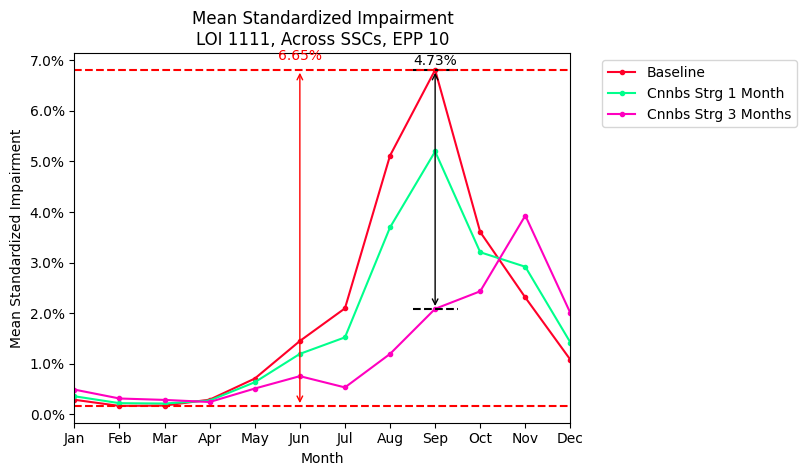 Mean Standardized Impairment
LOI 1111, Across SSCs, EPP 10
6.65%
4.73%
Baseline
Cnnbs Strg 1 Month
Cnnbs Strg 3 Months
Mean Standardized Impairment
7.0%
6.0%
5.0%
4.0%
3.0%
2.0%
1.0%
0.0%
Jan Feb Mar Apr May Jun Jul Aug Sep Oct Nov Dec
Month